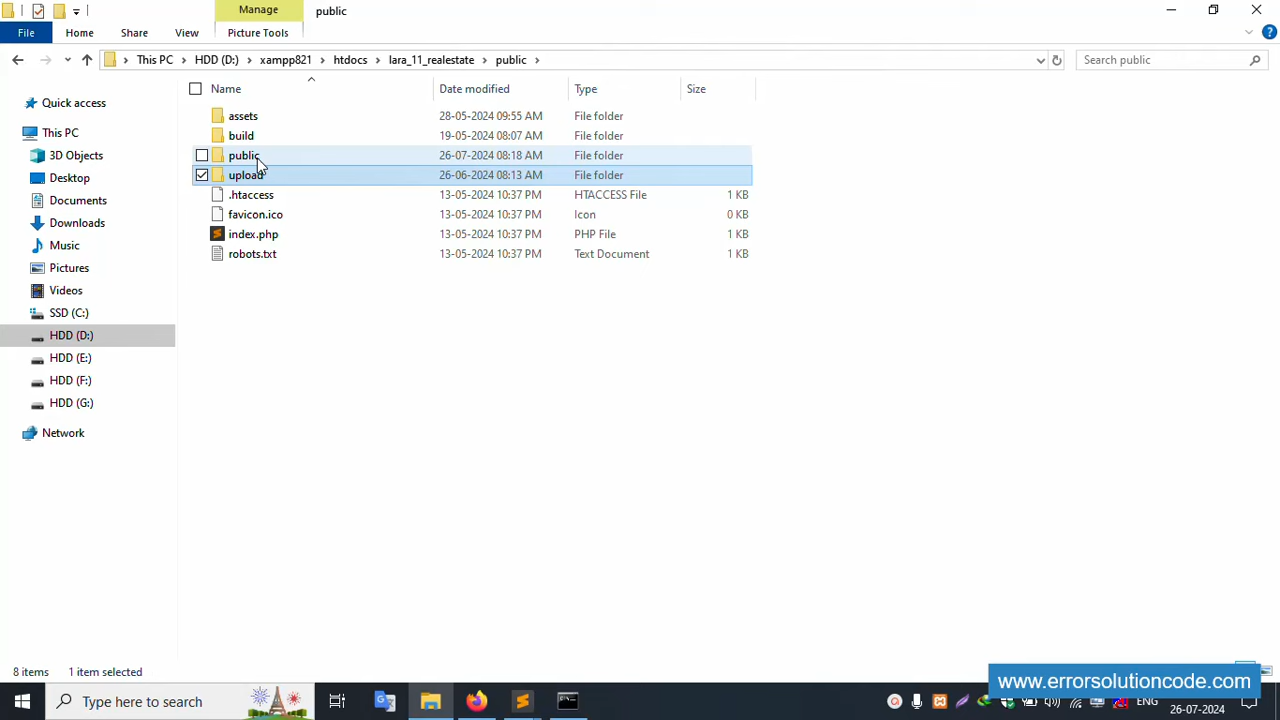 Manage
public
File
Home
Share
View
Picture Tools
This PC
HDD (D:)
xampp821
htdocs
lara_11_realestate
public
Search public
Name
Date modified
Type
Size
Quick access
This PC
3D Objects
Desktop
Documents
Downloads
Music
Pictures
Videos
SSD (C:)
HDD (D:)
HDD (E:)
HDD (F:)
HDD (G:)
Network
assets 28-05-2024 09:55 AM File folder
build 19-05-2024 08:07 AM File folder
public 26-07-2024 08:18 AM File folder
upload 26-06-2024 08:13 AM File folder
.htaccess 13-05-2024 10:37 PM HTACCESS File 1 KB
favicon.ico 13-05-2024 10:37 PM Icon 0 KB
index.php 13-05-2024 10:37 PM PHP File 1 KB
robots.txt 13-05-2024 10:37 PM Text Document 1 KB
8 items
1 item selected
www.errorsolutioncode.com
Type here to search
ENG
26-07-2024